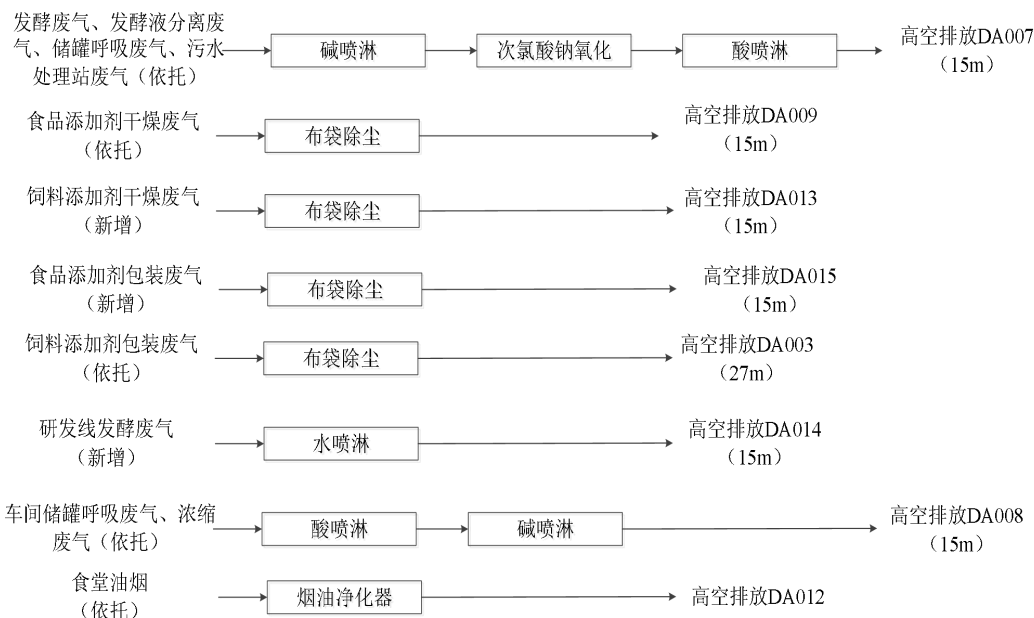 发酵废气、发酵液分离废
气、储罐呼吸废气、污水
处理站废气（依托）
碱喷淋
次氯酸钠氧化
酸喷淋
高空排放DA007
（15m）
食品添加剂干燥废气
（依托）
布袋除尘
高空排放DA009
（15m）
饲料添加剂干燥废气
（新增）
布袋除尘
高空排放DA013
（15m）
食品添加剂包装废气
（新增）
布袋除尘
高空排放DA015
（15m）
饲料添加剂包装废气
（依托）
布袋除尘
高空排放DA003
（27m）
研发线发酵废气
（新增）
水喷淋
高空排放DA014
（15m）
车间储罐呼吸废气、浓缩
废气（依托）
酸喷淋
碱喷淋
高空排放DA008
（15m）
食堂油烟
（依托）
烟油净化器
高空排放DA012